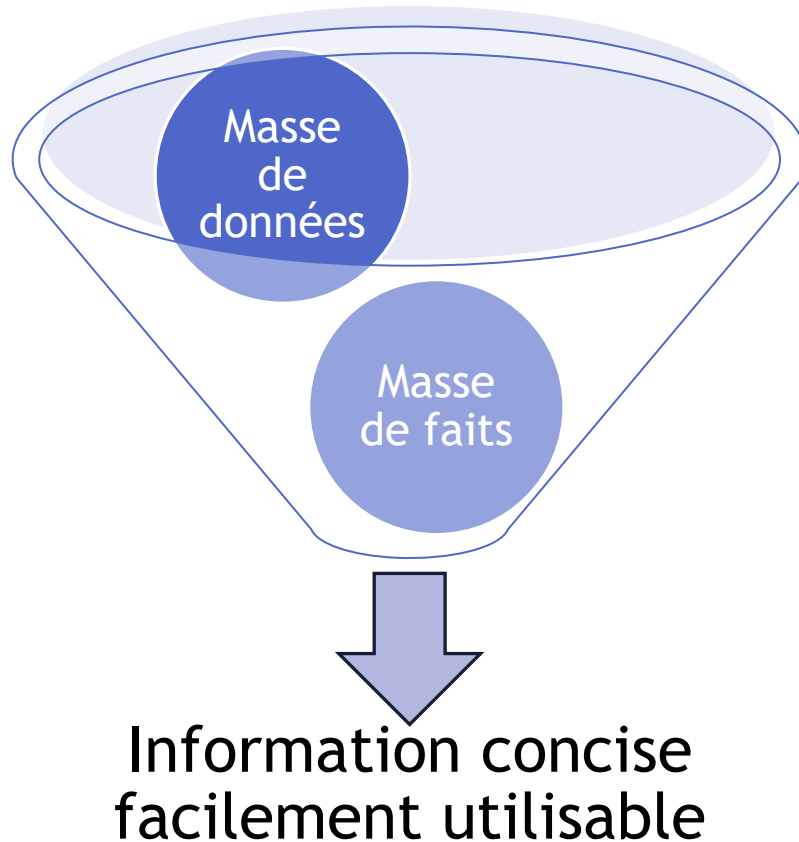 Masse
de
données
Masse
de faits
Information concise
facilement utilisable